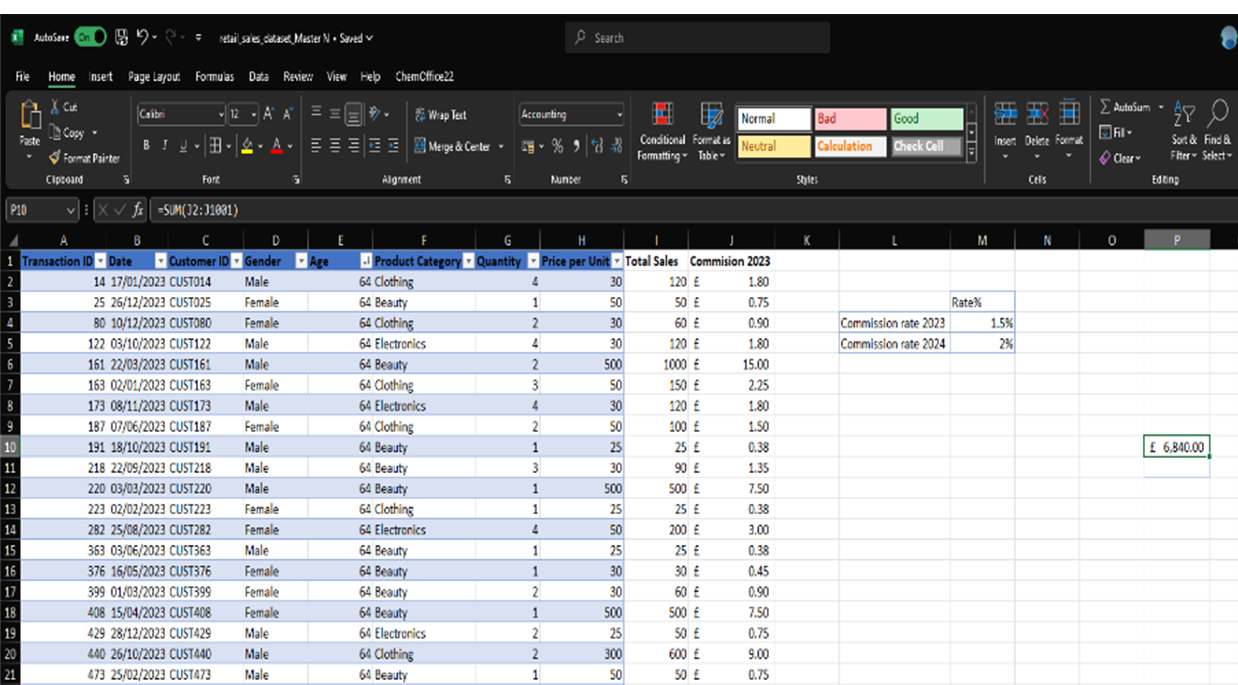 AutoSave On retail_sales_dataset_Master N • Saved Search
File Home Insert Page Layout Formulas Data Review View Help ChemOffice22
Cut Calibri 12 Wrap Text Accounting Normal Bad Good AutoSum
Paste Copy B I U Merge & Center Conditional Formatting Format as Table Neutral Calculation Check Cell Insert Delete Format Fill Sort & Filter Find & Select
Format Painter Clear
Clipboard Font Alignment Number Styles Cells Editing
P10 fx =SUM(J2:J1001)
A B C D E F G H I J K L M N O P
1 Transaction ID Date Customer ID Gender Age Product Category Quantity Price per Unit Total Sales Commision 2023
2 14 17/01/2023 CUST014 Male 64 Clothing 4 30 120 £ 1.80
3 25 26/12/2023 CUST025 Female 64 Beauty 1 50 50 £ 0.75 Rate%
4 80 10/12/2023 CUST080 Female 64 Clothing 2 30 60 £ 0.90 Commission rate 2023 1.5%
5 122 03/10/2023 CUST122 Male 64 Electronics 4 30 120 £ 1.80 Commission rate 2024 2%
6 161 22/03/2023 CUST161 Male 64 Beauty 2 500 1000 £ 15.00
7 163 02/01/2023 CUST163 Female 64 Clothing 3 50 150 £ 2.25
8 173 08/11/2023 CUST173 Male 64 Electronics 4 30 120 £ 1.80
9 187 07/06/2023 CUST187 Female 64 Clothing 2 50 100 £ 1.50
10 191 18/10/2023 CUST191 Male 64 Beauty 1 25 25 £ 0.38 £ 6,840.00
11 218 22/09/2023 CUST218 Male 64 Beauty 3 30 90 £ 1.35
12 220 03/03/2023 CUST220 Male 64 Beauty 1 500 500 £ 7.50
13 223 02/02/2023 CUST223 Female 64 Clothing 1 25 25 £ 0.38
14 282 25/08/2023 CUST282 Female 64 Electronics 4 50 200 £ 3.00
15 363 03/06/2023 CUST363 Male 64 Beauty 1 25 25 £ 0.38
16 376 16/05/2023 CUST376 Female 64 Beauty 1 30 30 £ 0.45
17 399 01/03/2023 CUST399 Female 64 Beauty 2 30 60 £ 0.90
18 408 15/04/2023 CUST408 Female 64 Beauty 1 500 500 £ 7.50
19 429 28/12/2023 CUST429 Male 64 Electronics 2 25 50 £ 0.75
20 440 26/10/2023 CUST440 Male 64 Clothing 2 300 600 £ 9.00
21 473 25/02/2023 CUST473 Male 64 Beauty 1 50 50 £ 0.75